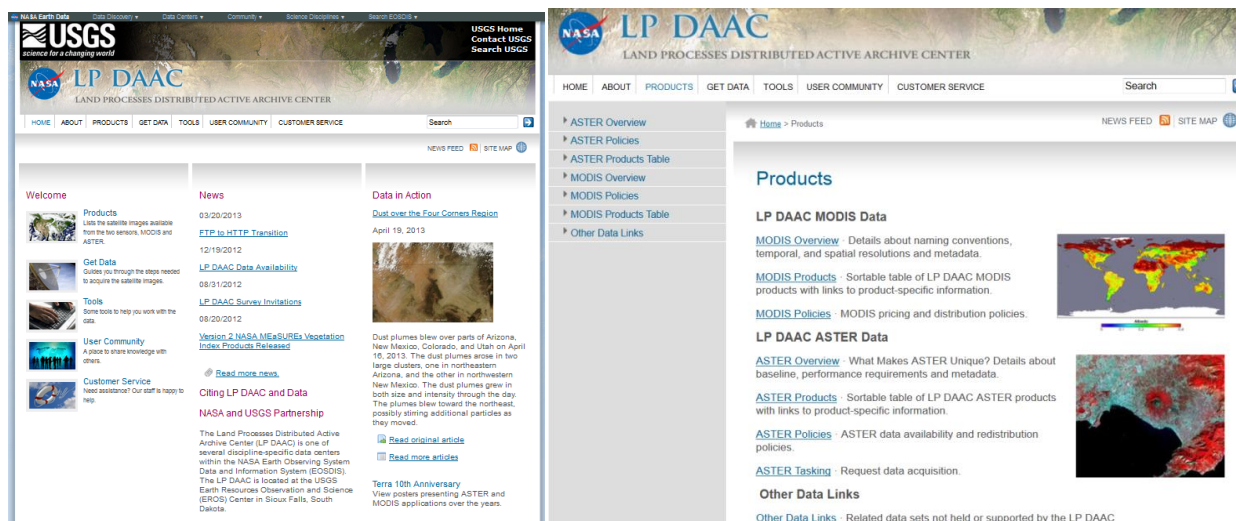 NASA Earth Data Data Discovery ▾ Data Centers ▾ Community ▾ Science Disciplines ▾ Search EOSDIS ▾
USGS
science for a changing world
USGS Home
Contact USGS
Search USGS
NASA
LP DAAC
LAND PROCESSES DISTRIBUTED ACTIVE ARCHIVE CENTER
HOME ABOUT PRODUCTS GET DATA TOOLS USER COMMUNITY CUSTOMER SERVICE Search
NEWS FEED SITE MAP
Welcome
Products
Lists the satellite images available
from the two sensors, MODIS and
ASTER.
Get Data
Guides you through the steps needed
to acquire the satellite images.
Tools
Some tools to help you work with the
data.
User Community
A place to share knowledge with
others.
Customer Service
Need assistance? Our staff is happy to
help.
News
03/20/2013
FTP to HTTP Transition
12/19/2012
LP DAAC Data Availability
08/31/2012
LP DAAC Survey Invitations
08/20/2012
Version 2 NASA MEaSUREs Vegetation
Index Products Released
Read more news.
Citing LP DAAC and Data
NASA and USGS Partnership
The Land Processes Distributed Active
Archive Center (LP DAAC) is one of
several discipline-specific data centers
within the NASA Earth Observing System
Data and Information System (EOSDIS).
The LP DAAC is located at the USGS
Earth Resources Observation and Science
(EROS) Center in Sioux Falls, South
Dakota.
Data in Action
Dust over the Four Corners Region
April 19, 2013
Dust plumes blew over parts of Arizona,
New Mexico, Colorado, and Utah on April
16, 2013. The dust plumes arose in two
large clusters, one in northeastern
Arizona, and the other in northwestern
New Mexico. The dust plumes grew in
both size and intensity through the day.
The plumes blew toward the northeast,
possibly stirring additional particles as
they moved.
Read original article
Read more articles
Terra 10th Anniversary
View posters presenting ASTER and
MODIS applications over the years.
NASA
LP DAAC
LAND PROCESSES DISTRIBUTED ACTIVE ARCHIVE CENTER
HOME ABOUT PRODUCTS GET DATA TOOLS USER COMMUNITY CUSTOMER SERVICE Search
ASTER Overview
ASTER Policies
ASTER Products Table
MODIS Overview
MODIS Policies
MODIS Products Table
Other Data Links
Home > Products
NEWS FEED SITE MAP
Products
LP DAAC MODIS Data
MODIS Overview · Details about naming conventions,
temporal, and spatial resolutions and metadata.
MODIS Products · Sortable table of LP DAAC MODIS
products with links to product-specific information.
MODIS Policies · MODIS pricing and distribution policies.
LP DAAC ASTER Data
ASTER Overview · What Makes ASTER Unique? Details about
baseline, performance requirements and metadata.
ASTER Products · Sortable table of LP DAAC ASTER products
with links to product-specific information.
ASTER Policies · ASTER data availability and redistribution
policies.
ASTER Tasking · Request data acquisition.
Other Data Links
Other Data Links · Related data sets not held or supported by the LP DAAC